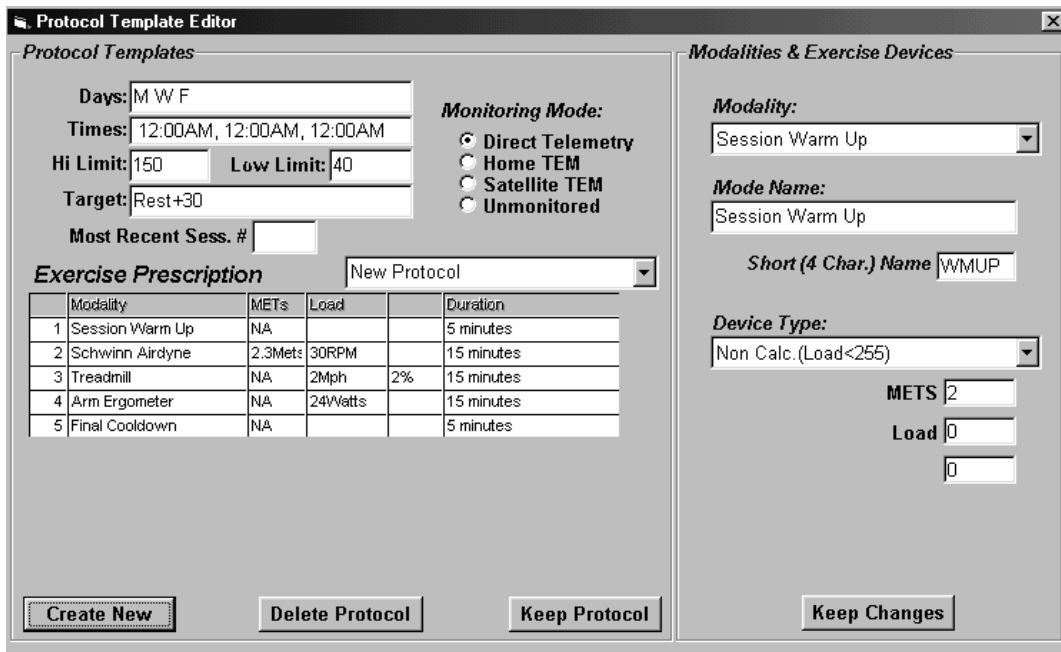 Protocol Template Editor
Protocol Templates
Days: M W F
Times: 12:00AM, 12:00AM, 12:00AM
Hi Limit: 150 Low Limit: 40
Target: Rest+30
Most Recent Sess. #
Monitoring Mode:
Direct Telemetry
Home TEM
Satellite TEM
Unmonitored
Exercise Prescription New Protocol
Modality METs Load Duration
1 Session Warm Up NA 5 minutes
2 Schwinn Airdyne 2.3Mets 30RPM 15 minutes
3 Treadmill NA 2Mph 2% 15 minutes
4 Arm Ergometer NA 24Watts 15 minutes
5 Final Cooldown NA 5 minutes
Create New Delete Protocol Keep Protocol
Modalities & Exercise Devices
Modality:
Session Warm Up
Mode Name:
Session Warm Up
Short (4 Char.) Name WMUP
Device Type:
Non Calc.(Load<255)
METS 2
Load 0
0
Keep Changes